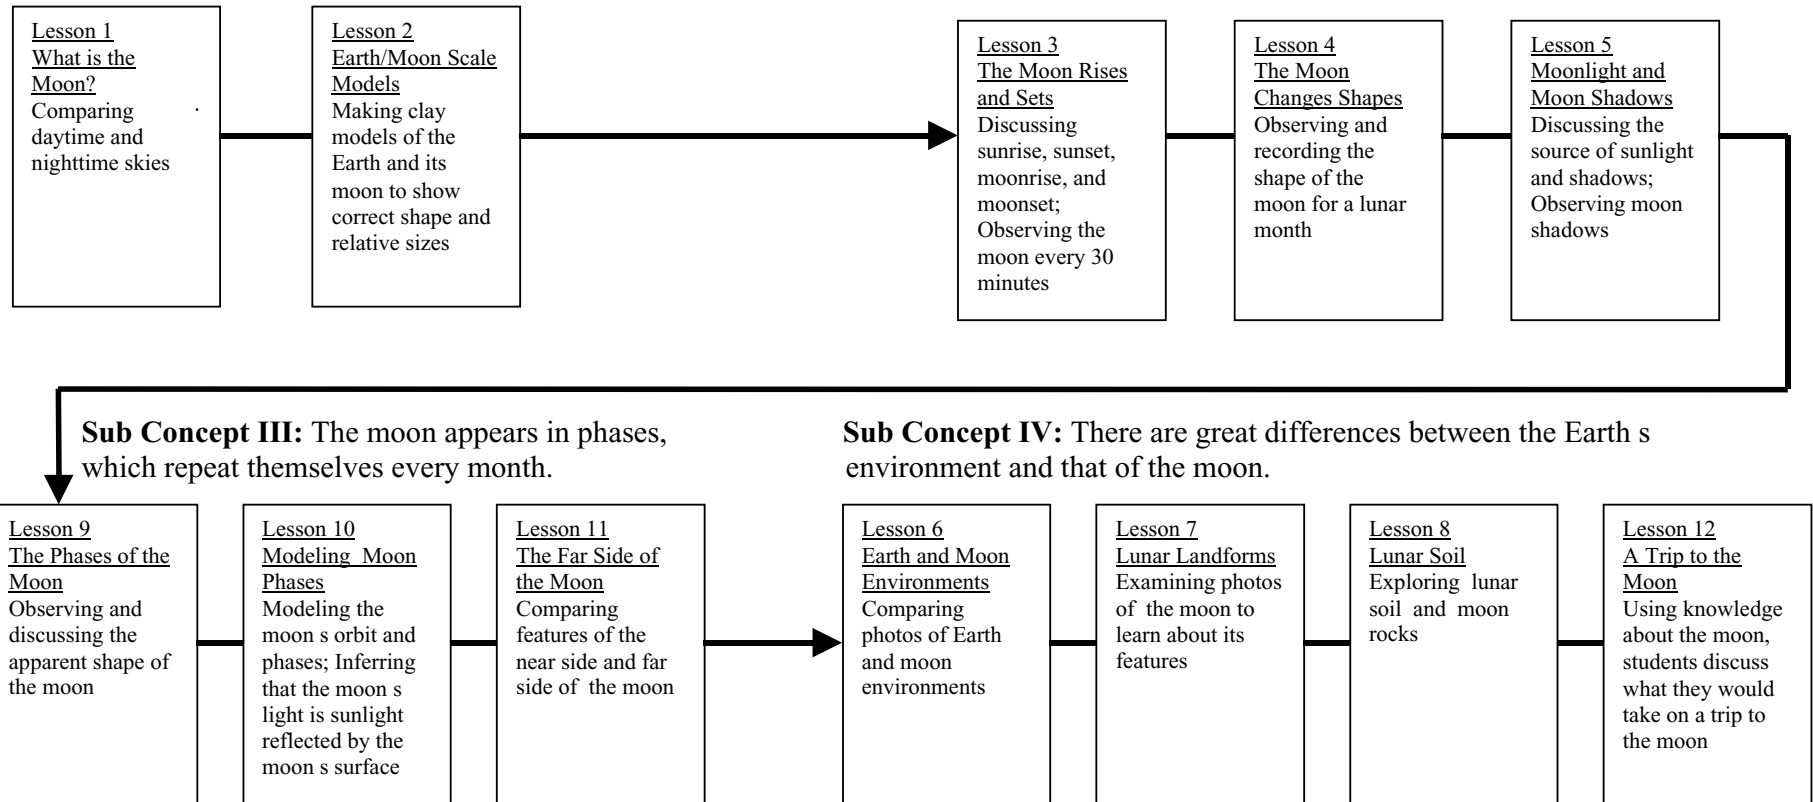 Lesson 1
What is the
Moon?
Comparing
daytime and
nighttime skies
Lesson 2
Earth/Moon Scale
Models
Making clay
models of the
Earth and its
moon to show
correct shape and
relative sizes
Lesson 3
The Moon Rises
and Sets
Discussing
sunrise, sunset,
moonrise, and
moonset;
Observing the
moon every 30
minutes
Lesson 4
The Moon
Changes Shapes
Observing and
recording the
shape of the
moon for a lunar
month
Lesson 5
Moonlight and
Moon Shadows
Discussing the
source of sunlight
and shadows;
Observing moon
shadows
Sub Concept III: The moon appears in phases,
which repeat themselves every month.
Sub Concept IV: There are great differences between the Earth s
environment and that of the moon.
Lesson 9
The Phases of the
Moon
Observing and
discussing the
apparent shape of
the moon
Lesson 10
Modeling Moon
Phases
Modeling the
moon s orbit and
phases; Inferring
that the moon s
light is sunlight
reflected by the
moon s surface
Lesson 11
The Far Side of
the Moon
Comparing
features of the
near side and far
side of the moon
Lesson 6
Earth and Moon
Environments
Comparing
photos of Earth
and moon
environments
Lesson 7
Lunar Landforms
Examining photos
of the moon to
learn about its
features
Lesson 8
Lunar Soil
Exploring lunar
soil and moon
rocks
Lesson 12
A Trip to the
Moon
Using knowledge
about the moon,
students discuss
what they would
take on a trip to
the moon